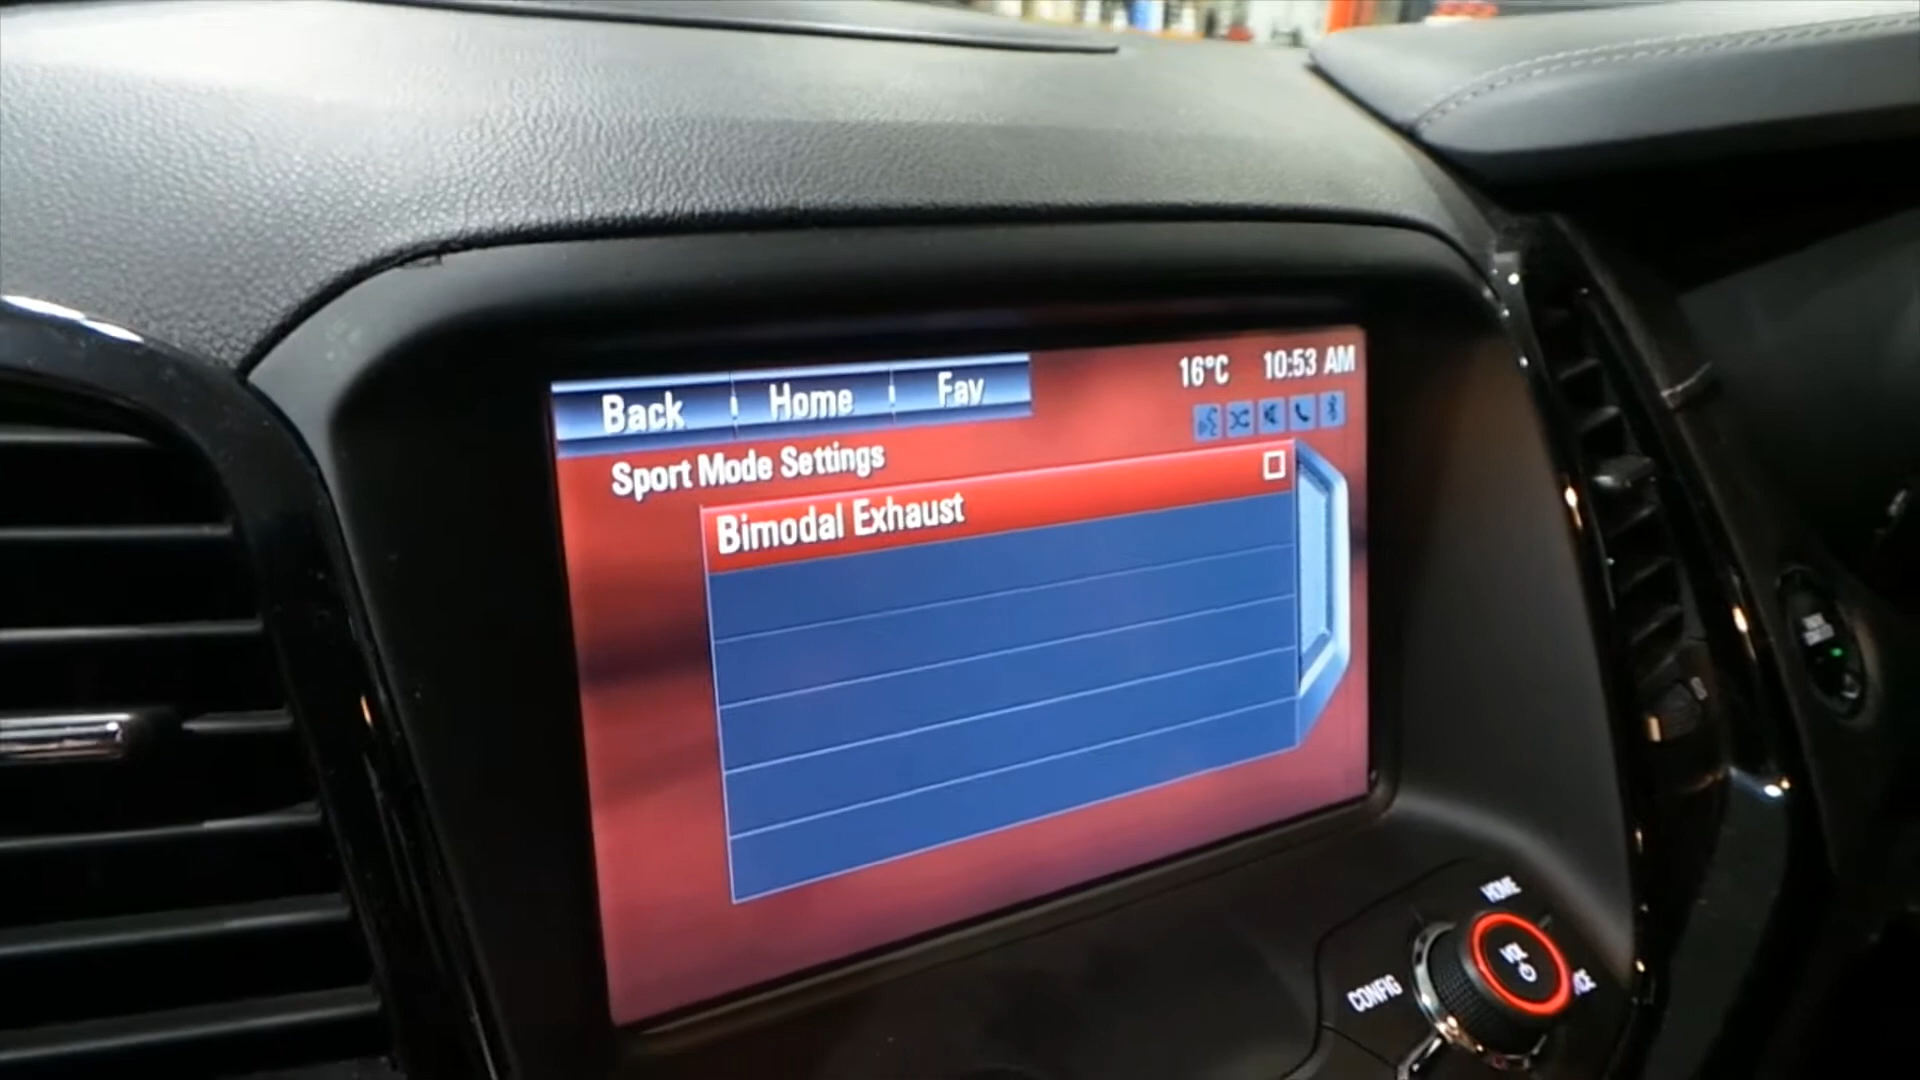 Back Home Fav
16°C 10:53 AM
Sport Mode Settings
Bimodal Exhaust
HOME
VOL
CONFIG